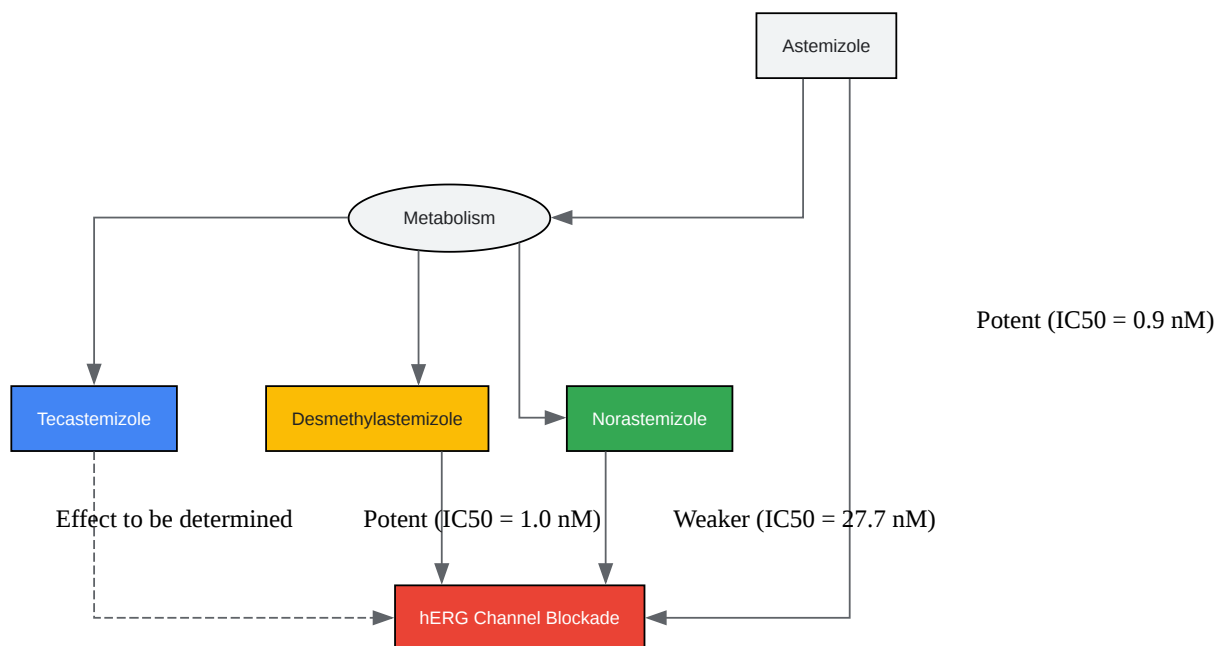 Astemizole
Metabolism
Potent (IC50 = 0.9 nM)
Tecastemizole
Desmethylastemizole
Norastemizole
Effect to be determined
Potent (IC50 = 1.0 nM)
Weaker (IC50 = 27.7 nM)
hERG Channel Blockade